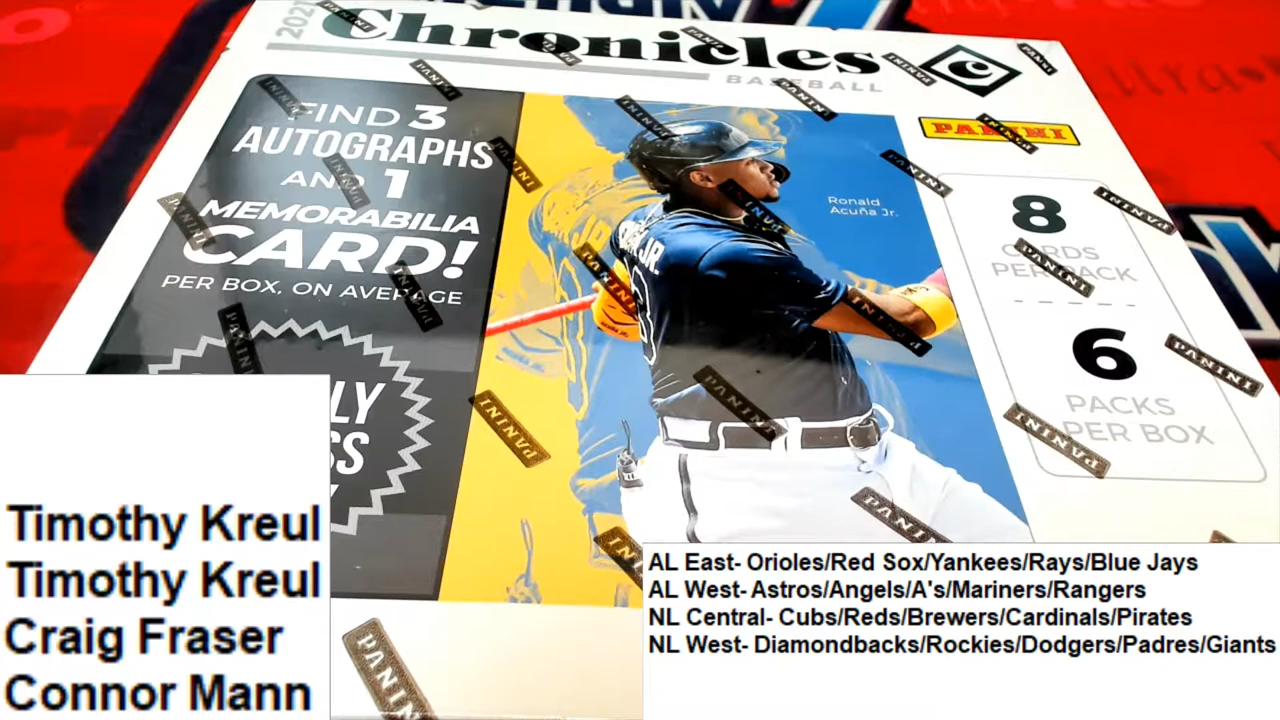 2021
Chronicles
BASEBALL
C
PANINI
FIND 3
AUTOGRAPHS
AND 1
MEMORABILIA
CARD!
PER BOX, ON AVERAGE
Ronald
Acuña Jr.
8
CARDS
PER PACK
6
PACKS
PER BOX
Timothy Kreul
Timothy Kreul
Craig Fraser
Connor Mann
AL East- Orioles/Red Sox/Yankees/Rays/Blue Jays
AL West- Astros/Angels/A's/Mariners/Rangers
NL Central- Cubs/Reds/Brewers/Cardinals/Pirates
NL West- Diamondbacks/Rockies/Dodgers/Padres/Giants